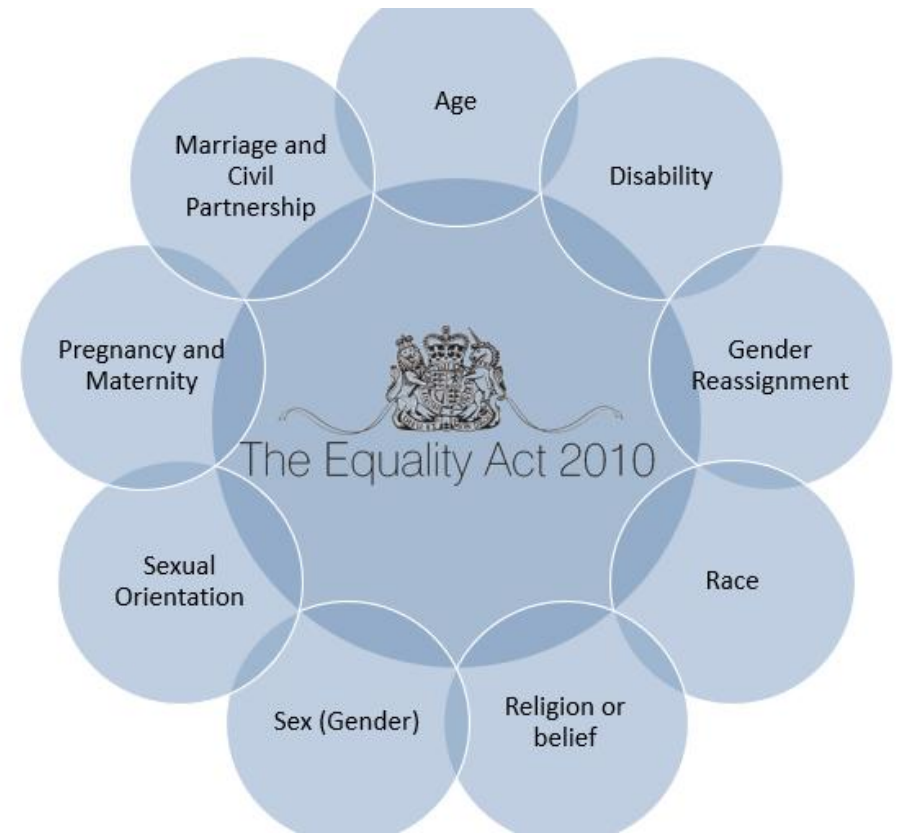 Age
Disability
Gender
Reassignment
Race
Religion or
belief
Sex (Gender)
Sexual
Orientation
Pregnancy and
Maternity
Marriage and
Civil
Partnership
The Equality Act 2010